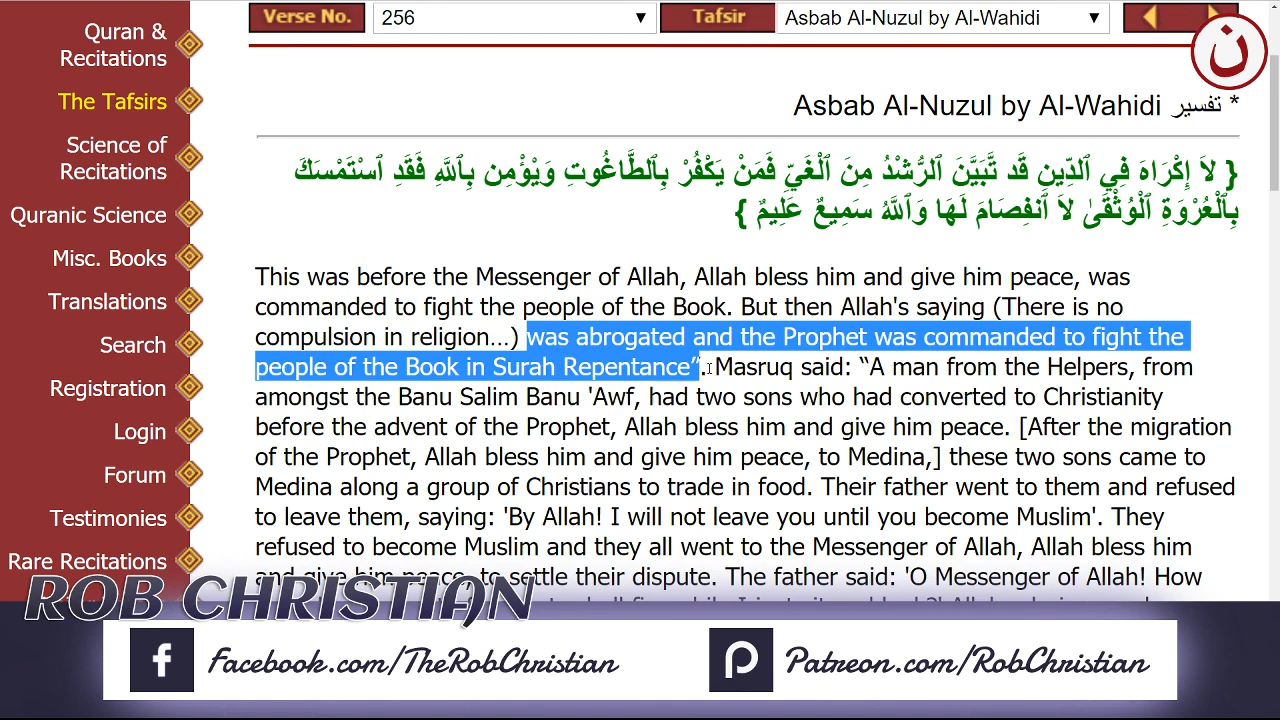 Verse No.
256
Tafsir
Asbab Al-Nuzul by Al-Wahidi
ن
Quran &
Recitations
The Tafsirs
Science of
Recitations
Quranic Science
Misc. Books
Translations
Search
Registration
Login
Forum
Testimonies
Rare Recitations
* تفسير Asbab Al-Nuzul by Al-Wahidi
{ لاَ إِكْرَاهَ فِي ٱلدِّينِ قَد تَّبَيَّنَ ٱلرُّشْدُ مِنَ ٱلْغَيِّ فَمَنْ يَكْفُرْ بِٱلطَّاغُوتِ وَيْؤْمِن بِٱللَّهِ فَقَدِ ٱسْتَمْسَكَ
بِٱلْعُرْوَةِ ٱلْوُثْقَىٰ لاَ ٱنفِصَامَ لَهَا وَٱللَّهُ سَمِيعٌ عَلِيمٌ }
This was before the Messenger of Allah, Allah bless him and give him peace, was
commanded to fight the people of the Book. But then Allah's saying (There is no
compulsion in religion…) was abrogated and the Prophet was commanded to fight the
people of the Book in Surah Repentance”. Masruq said: “A man from the Helpers, from
amongst the Banu Salim Banu 'Awf, had two sons who had converted to Christianity
before the advent of the Prophet, Allah bless him and give him peace. [After the migration
of the Prophet, Allah bless him and give him peace, to Medina,] these two sons came to
Medina along a group of Christians to trade in food. Their father went to them and refused
to leave them, saying: 'By Allah! I will not leave you until you become Muslim'. They
refused to become Muslim and they all went to the Messenger of Allah, Allah bless him
and give him peace, to settle their dispute. The father said: 'O Messenger of Allah! How
ROB CHRISTIAN
Facebook.com/TheRobChristian
Patreon.com/RobChristian